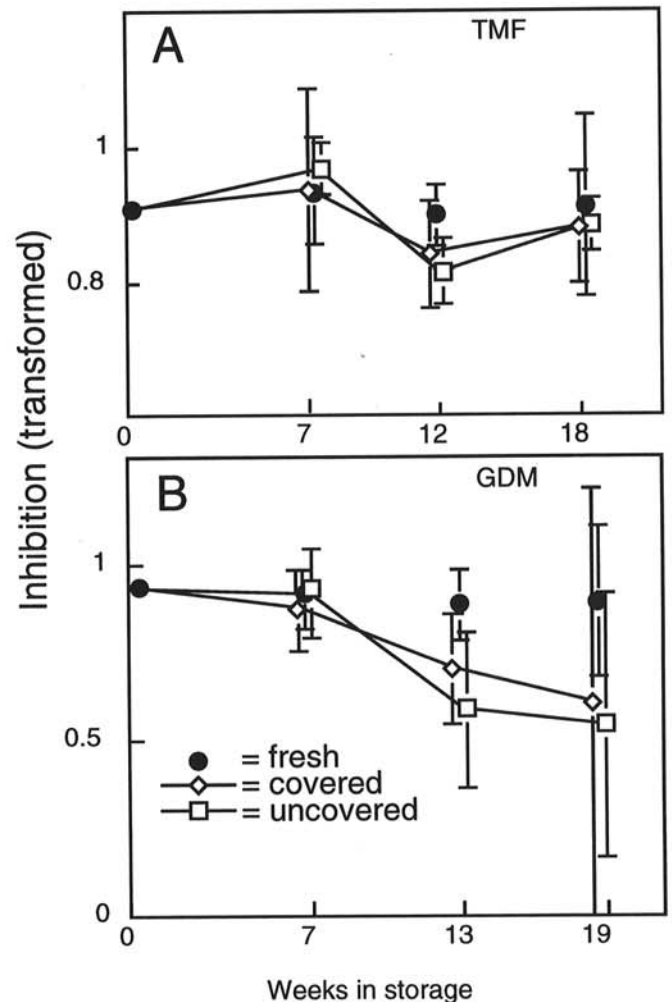 A
TMF
1
0.8
0
7
12
18
Inhibition (transformed)
B
GDM
1
0.5
= fresh
= covered
= uncovered
0
0
7
13
19
Weeks in storage